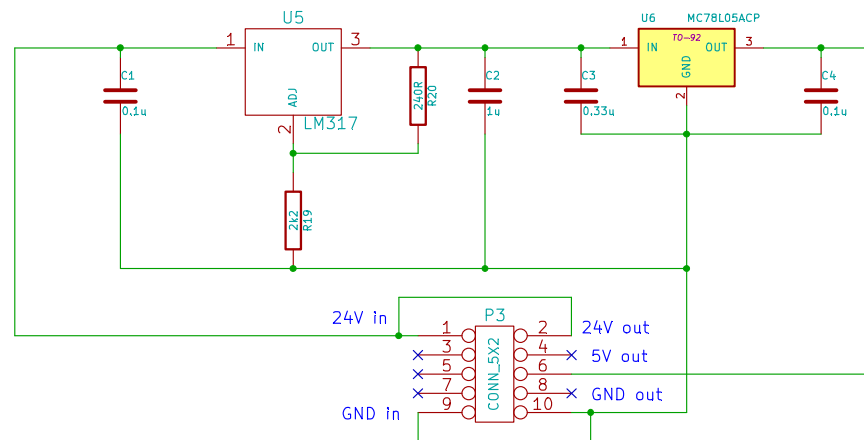 U5
1 IN OUT 3
ADJ
2
LM317
C1
0.1u
240R
R20
C2
1u
C3
0.33u
2k2
R19
U6 MC78L05ACP
TO-92
1 IN OUT 3
GND
2
C4
0.1u
P3
CONN_5X2
24V in 1 2 24V out
3 4 5V out
5 6
7 8 GND out
GND in 9 10